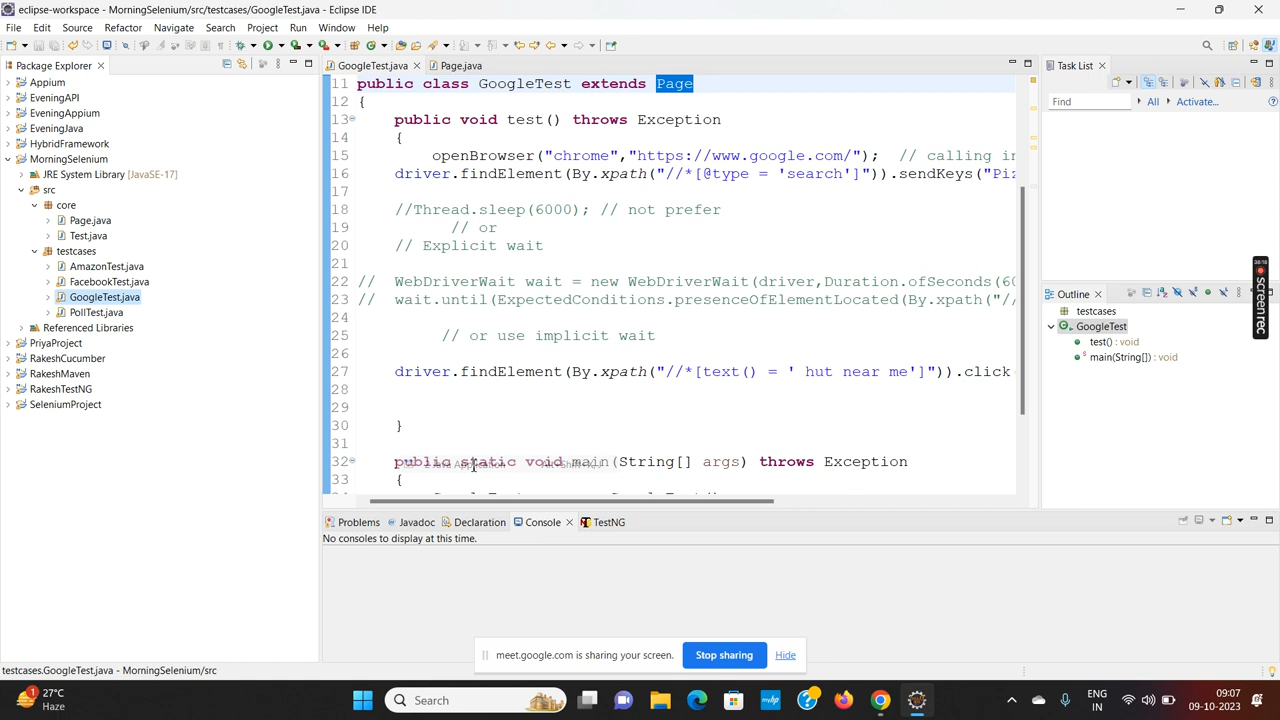 eclipse-workspace - MorningSelenium/src/testcases/GoogleTest.java - Eclipse IDE
File Edit Source Refactor Navigate Search Project Run Window Help
Package Explorer
Appium
EveningAPI
EveningAppium
EveningJava
HybridFramework
MorningSelenium
JRE System Library [JavaSE-17]
src
core
Page.java
Test.java
testcases
AmazonTest.java
FacebookTest.java
GoogleTest.java
PollTest.java
Referenced Libraries
PriyaProject
RakeshCucumber
RakeshMaven
RakeshTestNG
SeleniumProject
GoogleTest.java Page.java
11 public class GoogleTest extends Page
12 {
13 public void test() throws Exception
14 {
15 openBrowser("chrome","https://www.google.com/"); // calling in
16 driver.findElement(By.xpath("//*[@type = 'search']")).sendKeys("Piz
17
18 //Thread.sleep(6000); // not prefer
19 // or
20 // Explicit wait
21
22 // WebDriverWait wait = new WebDriverWait(driver,Duration.ofSeconds(60
23 // wait.until(ExpectedConditions.presenceOfElementLocated(By.xpath("//
24
25 // or use implicit wait
26
27 driver.findElement(By.xpath("//*[text() = ' hut near me']")).click
28
29
30 }
31
32 public static void main(String[] args) throws Exception
33 {
Problems Javadoc Declaration Console TestNG
No consoles to display at this time.
Task List
Find All Activate...
Outline
testcases
GoogleTest
test() : void
main(String[]) : void
screenrec
meet.google.com is sharing your screen. Stop sharing Hide
testcases.GoogleTest.java - MorningSelenium/src
27°C
Haze
Search
ENG
IN
09:07
09-10-2023